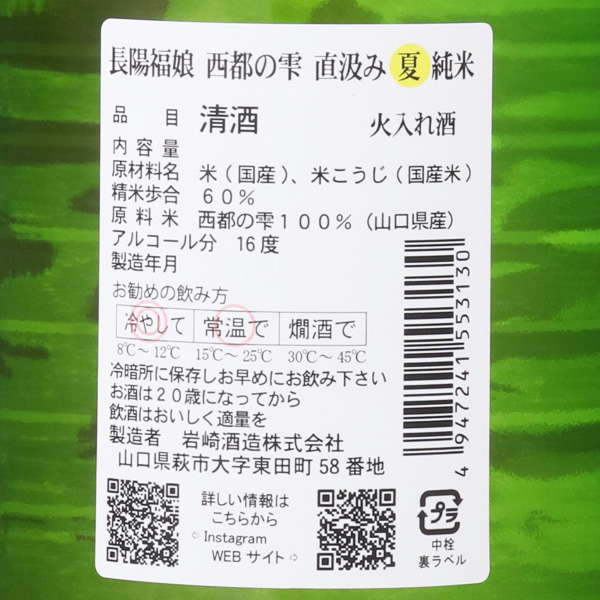 長陽福娘 西都の雫 直汲み 夏 純米
品目 清酒 火入れ酒
内容量
原材料名 米(国産)、米こうじ(国産米)
精米歩合 60%
原料米 西都の雫100%(山口県産)
アルコール分 16度
製造年月
お勧めの飲み方
冷やして 常温で 燗酒で
8℃～12℃ 15℃～25℃ 30℃～45℃
冷暗所に保存しお早めにお飲み下さい
お酒は20歳になってから
飲酒はおいしく適量を
製造者 岩崎酒造株式会社
山口県萩市大字東田町58番地
詳しい情報は
こちらから
⇦ Instagram
WEBサイト ⇨
プラ
中栓
裏ラベル
4947241553130